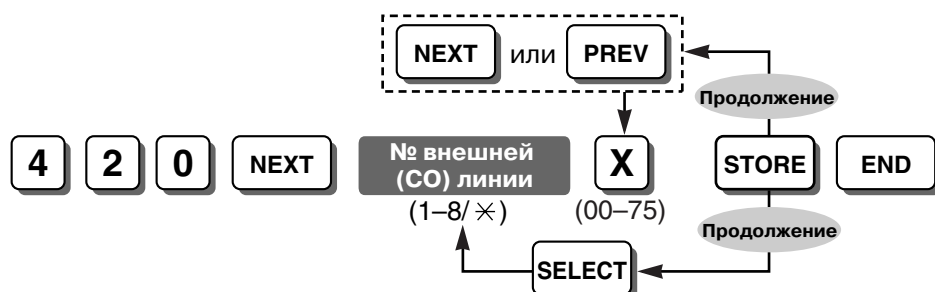 NEXT или PREV
Продолжение
4 2 0 NEXT № внешней (CO) линии X STORE END
(1–8/ ✳) (00–75)
Продолжение
SELECT